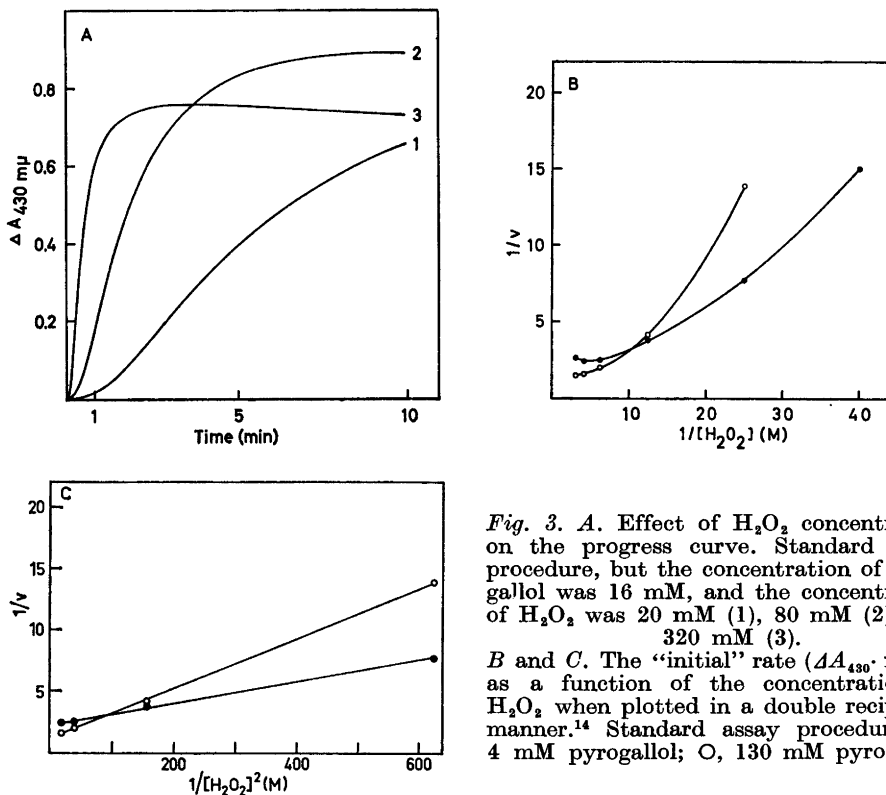 A
2
3
1
0.8
0.6
0.4
0.2
ΔA 430 mμ
1
5
10
Time (min)
B
20
15
10
5
1/v
10
20
30
40
1/[H₂O₂] (M)
C
20
15
10
5
1/v
200
400
600
1/[H₂O₂]² (M)
Fig. 3. A. Effect of H₂O₂ concentr
on the progress curve. Standard
procedure, but the concentration of
gallol was 16 mM, and the concent
of H₂O₂ was 20 mM (1), 80 mM (2
320 mM (3).
B and C. The “initial” rate (ΔA₄₃₀·
as a function of the concentratio
H₂O₂ when plotted in a double recip
manner.¹⁴ Standard assay procedur
4 mM pyrogallol; O, 130 mM pyro